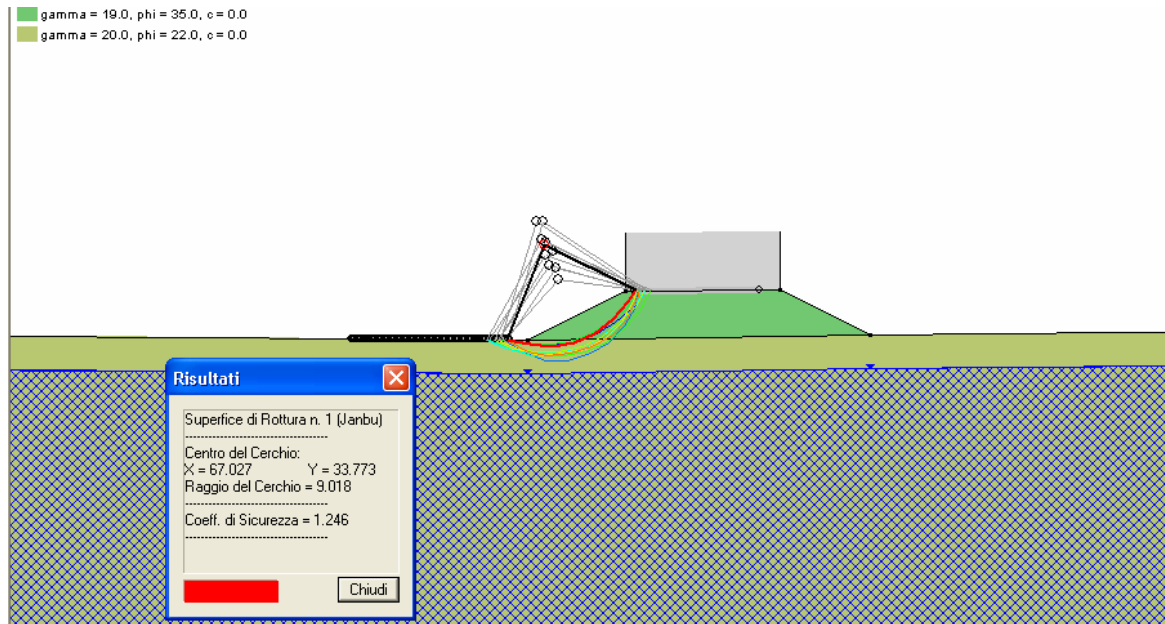 gamma = 19.0, phi = 35.0, c = 0.0
gamma = 20.0, phi = 22.0, c = 0.0
Risultati
Superfice di Rottura n. 1 (Janbu)
------------------------------------
Centro del Cerchio:
X = 67.027 Y = 33.773
Raggio del Cerchio = 9.018
------------------------------------
Coeff. di Sicurezza = 1.246
------------------------------------
Chiudi